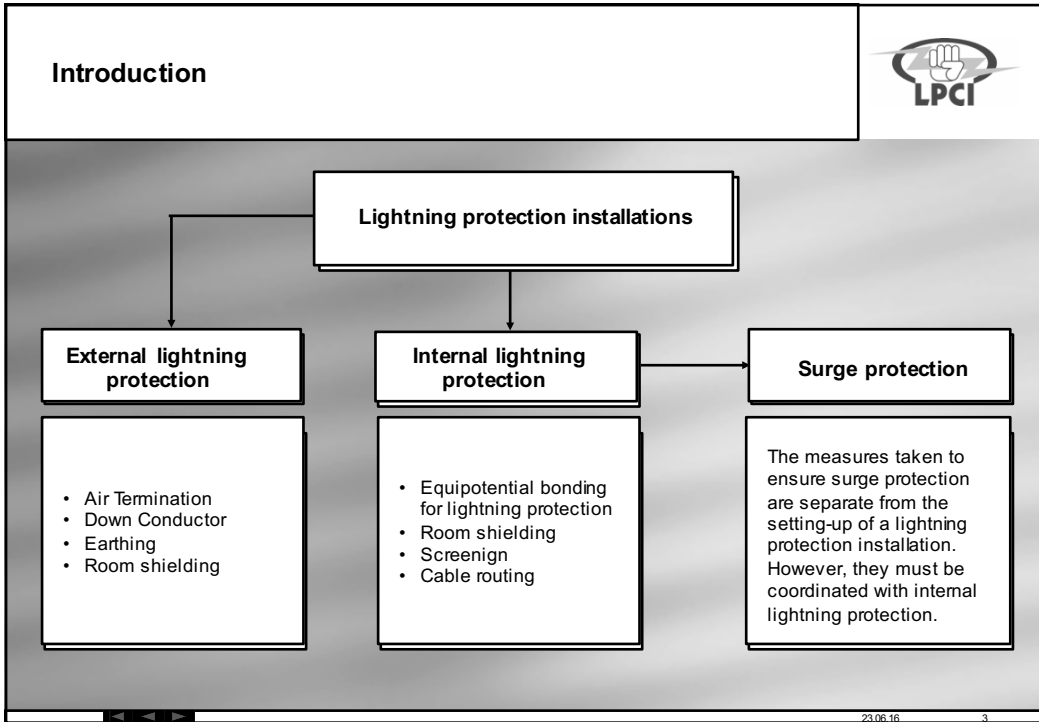 Introduction
LPCI
Lightning protection installations
External lightning
protection
Internal lightning
protection
Surge protection
• Air Termination
• Down Conductor
• Earthing
• Room shielding
• Equipotential bonding
for lightning protection
• Room shielding
• Screenign
• Cable routing
The measures taken to
ensure surge protection
are separate from the
setting-up of a lightning
protection installation.
However, they must be
coordinated with internal
lightning protection.
23.06.16 3